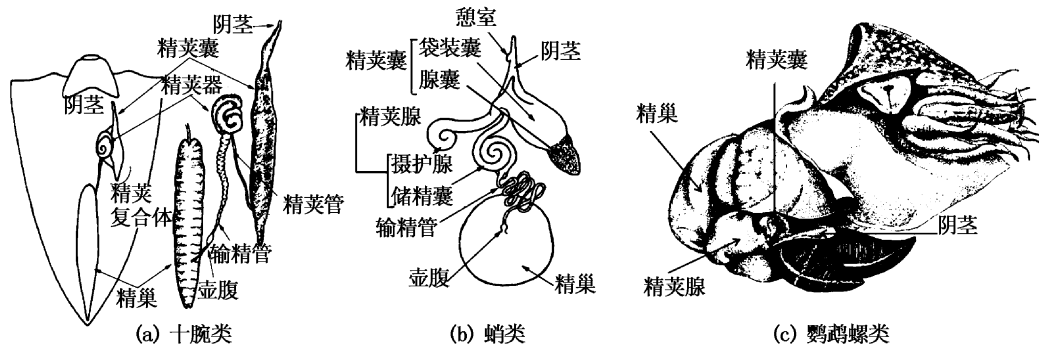 阴茎
精荚囊
精荚器
阴茎
精荚
复合体
精荚管
输精管
精巢
壶腹
(a) 十腕类
憩室
精荚囊
袋装囊
腺囊
阴茎
精荚腺
摄护腺
储精囊
输精管
壶腹
精巢
(b) 蛸类
精荚囊
精巢
阴茎
精荚腺
(c) 鹦鹉螺类